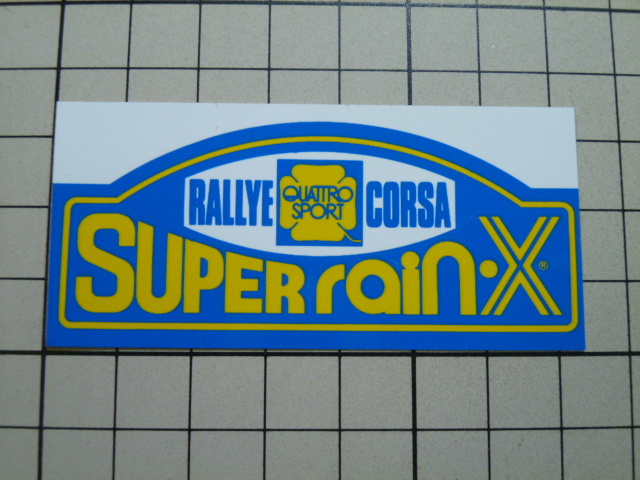 RALLYE QUATTRO SPORT CORSA
SUPER rain·X®